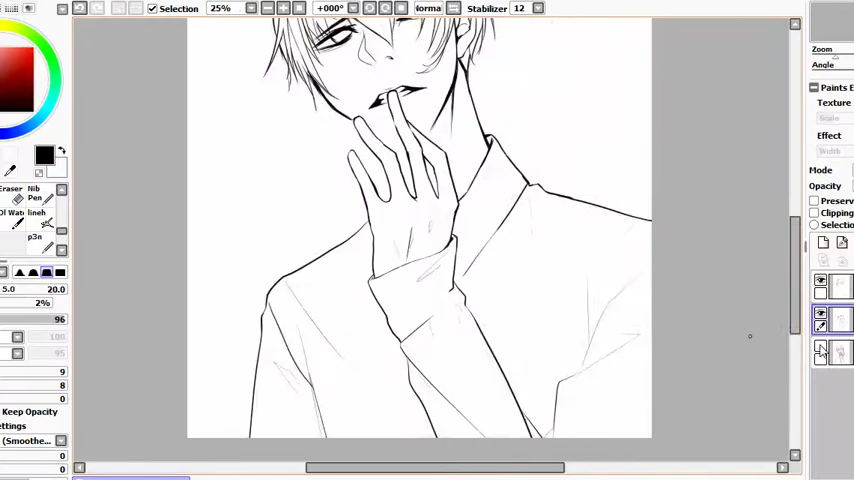 Selection 25% +000° Stabilizer 12
Zoom
Angle
Paints E
Texture
Scale
Effect
Width
Mode
Opacity
Preserv
Clipping
Selectio
Eraser Nib
Pen
Ol Wate lineh
p3n
5.0 20.0
2%
96
100
95
9
8
0
Keep Opacity
ettings
(Smoothe...
0
0